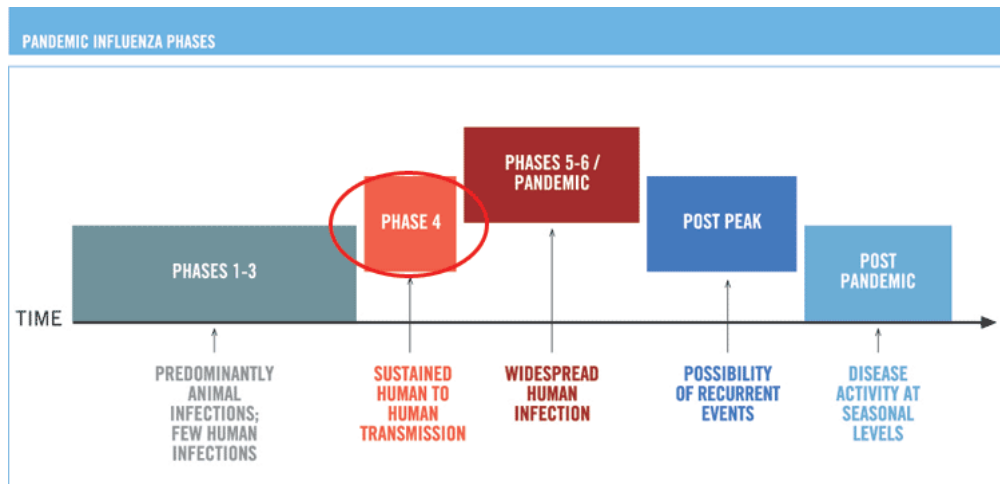 PANDEMIC INFLUENZA PHASES
PHASES 1-3
PHASE 4
PHASES 5-6 /
PANDEMIC
POST PEAK
POST
PANDEMIC
TIME
PREDOMINANTLY
ANIMAL
INFECTIONS;
FEW HUMAN
INFECTIONS
SUSTAINED
HUMAN TO
HUMAN
TRANSMISSION
WIDESPREAD
HUMAN
INFECTION
POSSIBILITY
OF RECURRENT
EVENTS
DISEASE
ACTIVITY AT
SEASONAL
LEVELS